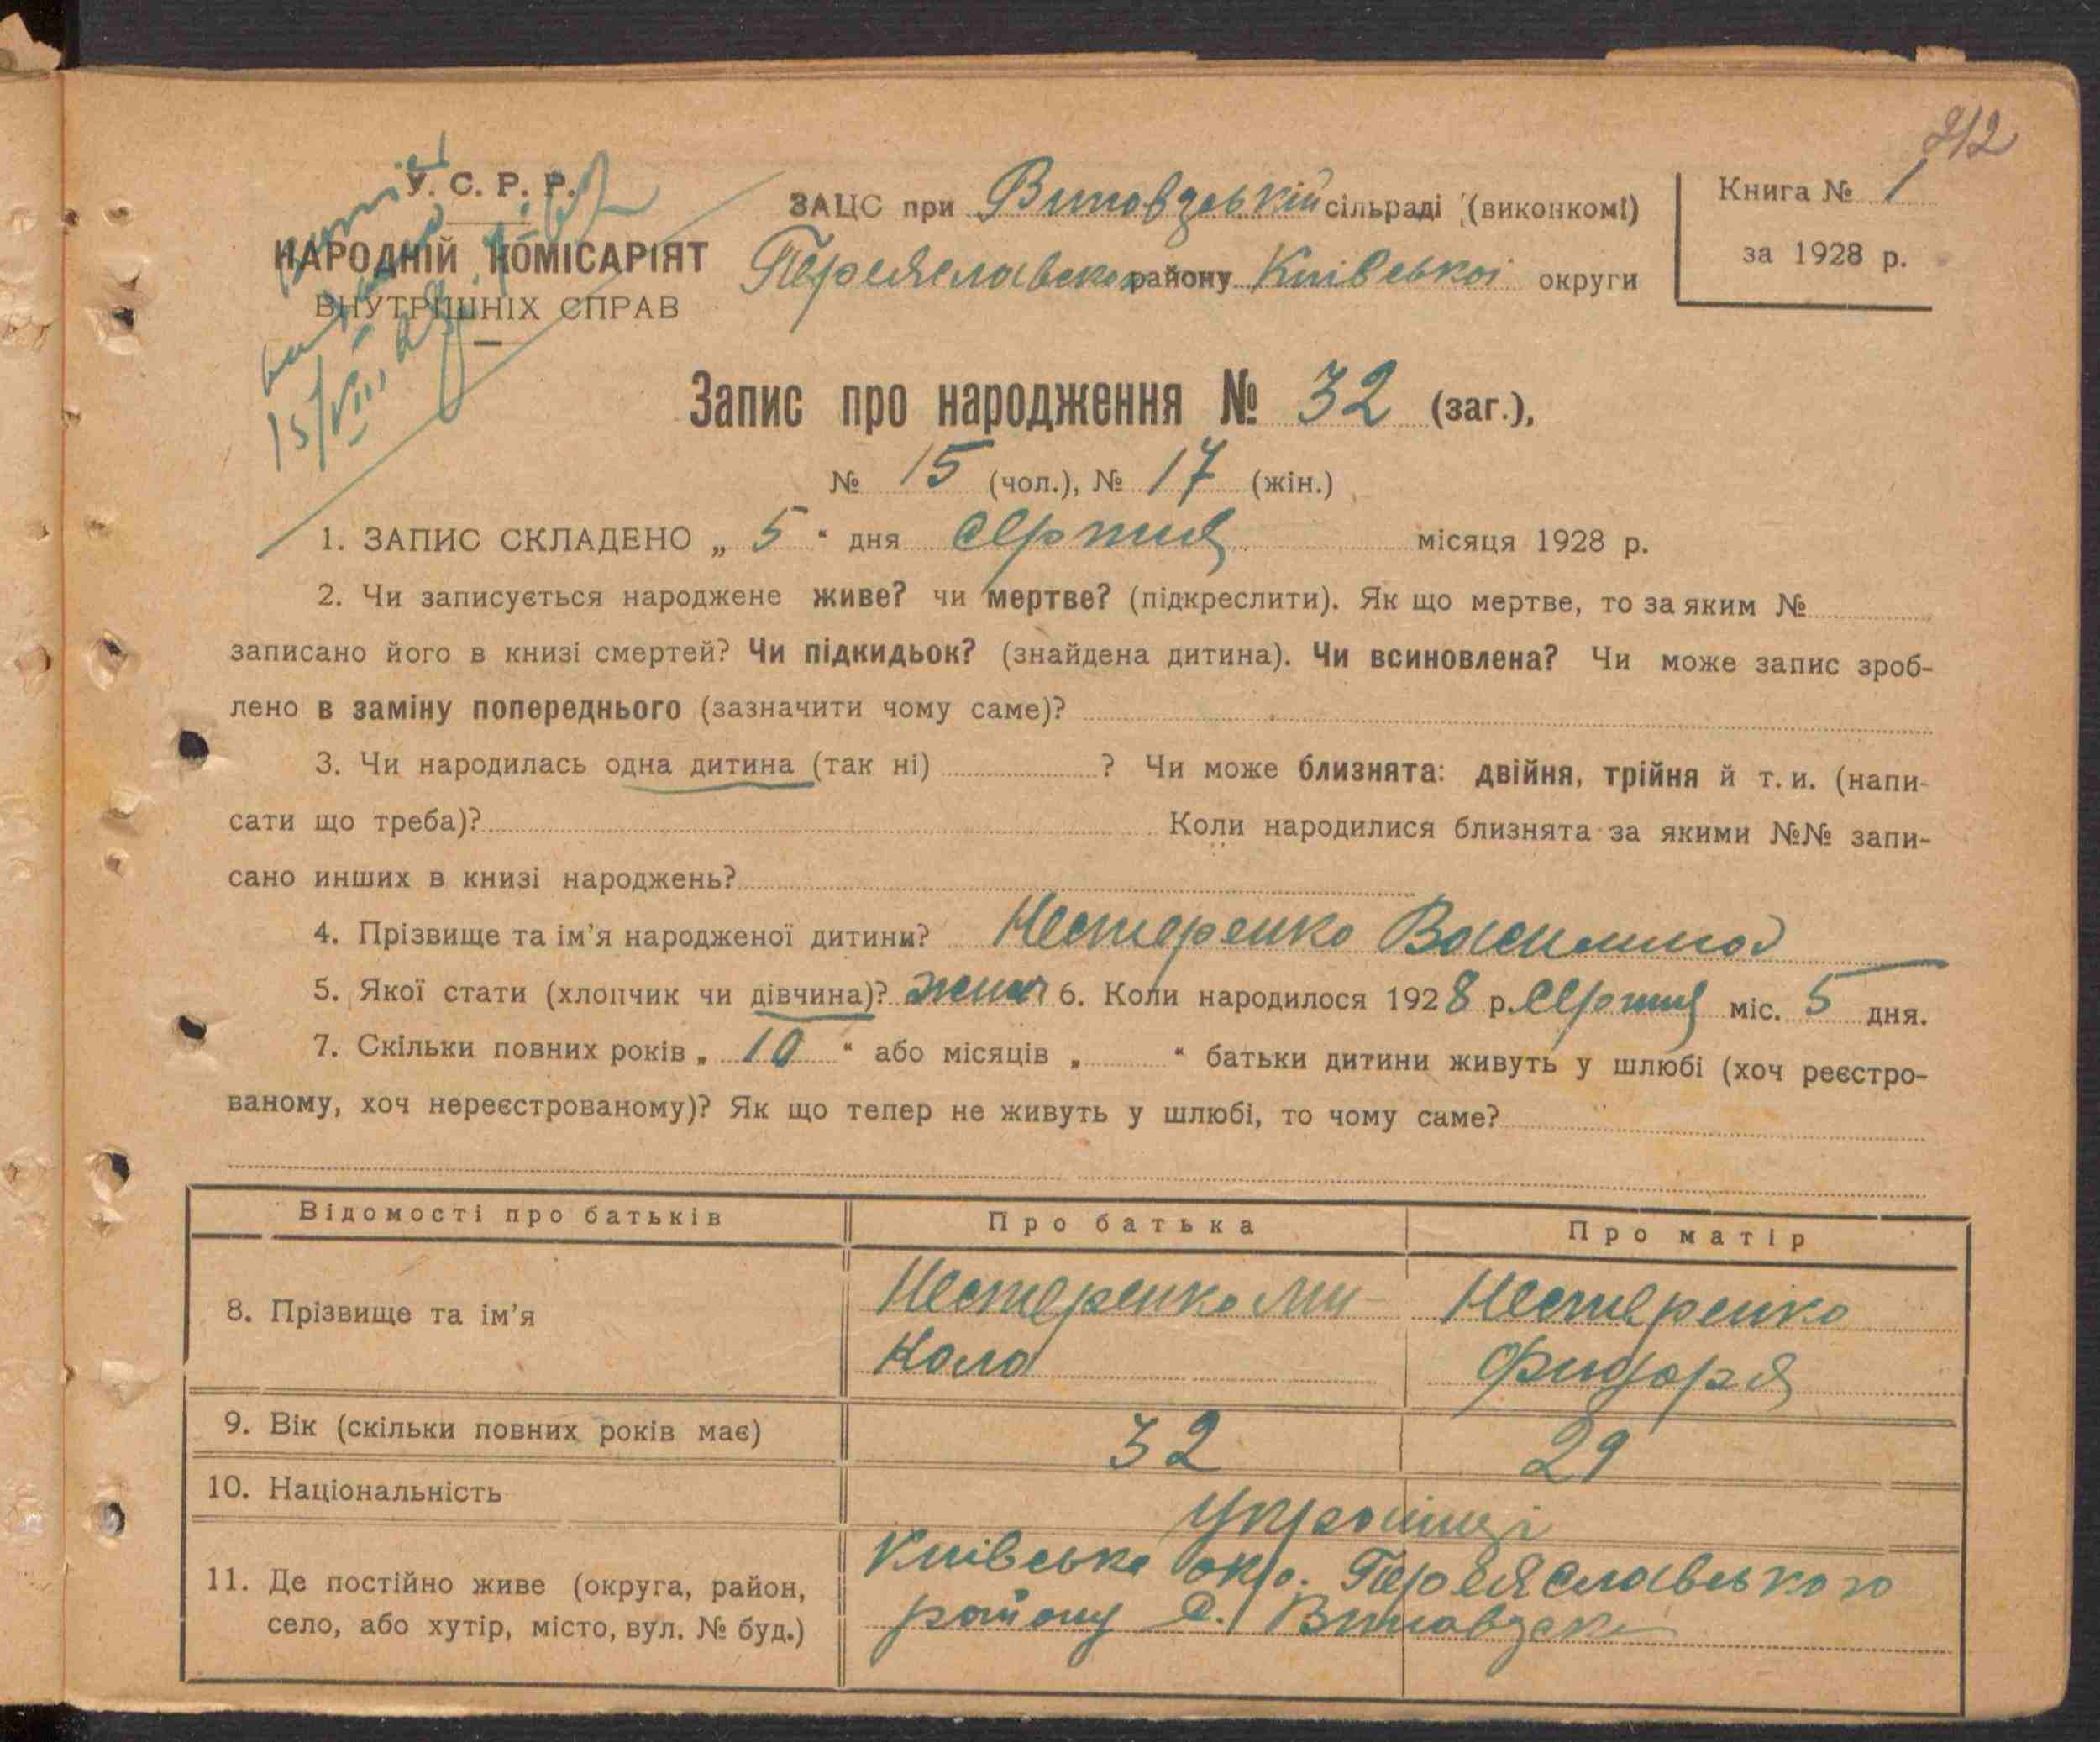 212
У. С. Р. Р.
НАРОДНІЙ КОМІСАРІЯТ
ВНУТРІШНІХ СПРАВ
15/VIII
ЗАЦС при Виповзській сільраді (виконкомі)
Переяславськ району Київської округи
Книга № 1
за 1928 р.
Запис про народження № 32 (заг.),
№ 15 (чол.), № 17 (жін.)
1. ЗАПИС СКЛАДЕНО „ 5 “ дня серпня місяця 1928 р.
2. Чи записується народжене живе? чи мертве? (підкреслити). Як що мертве, то за яким №
записано його в книзі смертей? Чи підкидьок? (знайдена дитина). Чи всиновлена? Чи може запис зроб-
лено в заміну попереднього (зазначити чому саме)?
3. Чи народилась одна дитина (так ні) ? Чи може близнята: двійня, трійня й т. и. (напи-
сати що треба)? Коли народилися близнята за якими №№ запи-
сано инших в книзі народжень?
4. Прізвище та ім’я народженої дитини? Нестеренко Василина
5. Якої стати (хлопчик чи дівчина)? жіноч 6. Коли народилося 1928 р. серпня міс. 5 дня.
7. Скільки повних років „ 10 “ або місяців „ “ батьки дитини живуть у шлюбі (хоч реєстро-
ваному, хоч нереєстрованому)? Як що тепер не живуть у шлюбі, то чому саме?
Відомості про батьків Про батька Про матір
8. Прізвище та ім’я Нестеренко Ми- Нестеренко
кола Фидора
9. Вік (скільки повних років має) 32 29
10. Національність українці
11. Де постійно живе (округа, район, Київська окр. Переяславського
село, або хутір, місто, вул. № буд.) району с. Виповзки